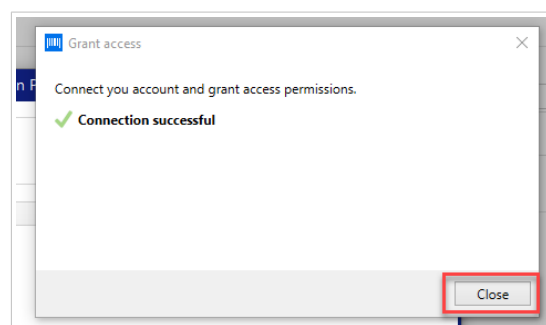 Grant access
n F
Connect you account and grant access permissions.
Connection successful
Close